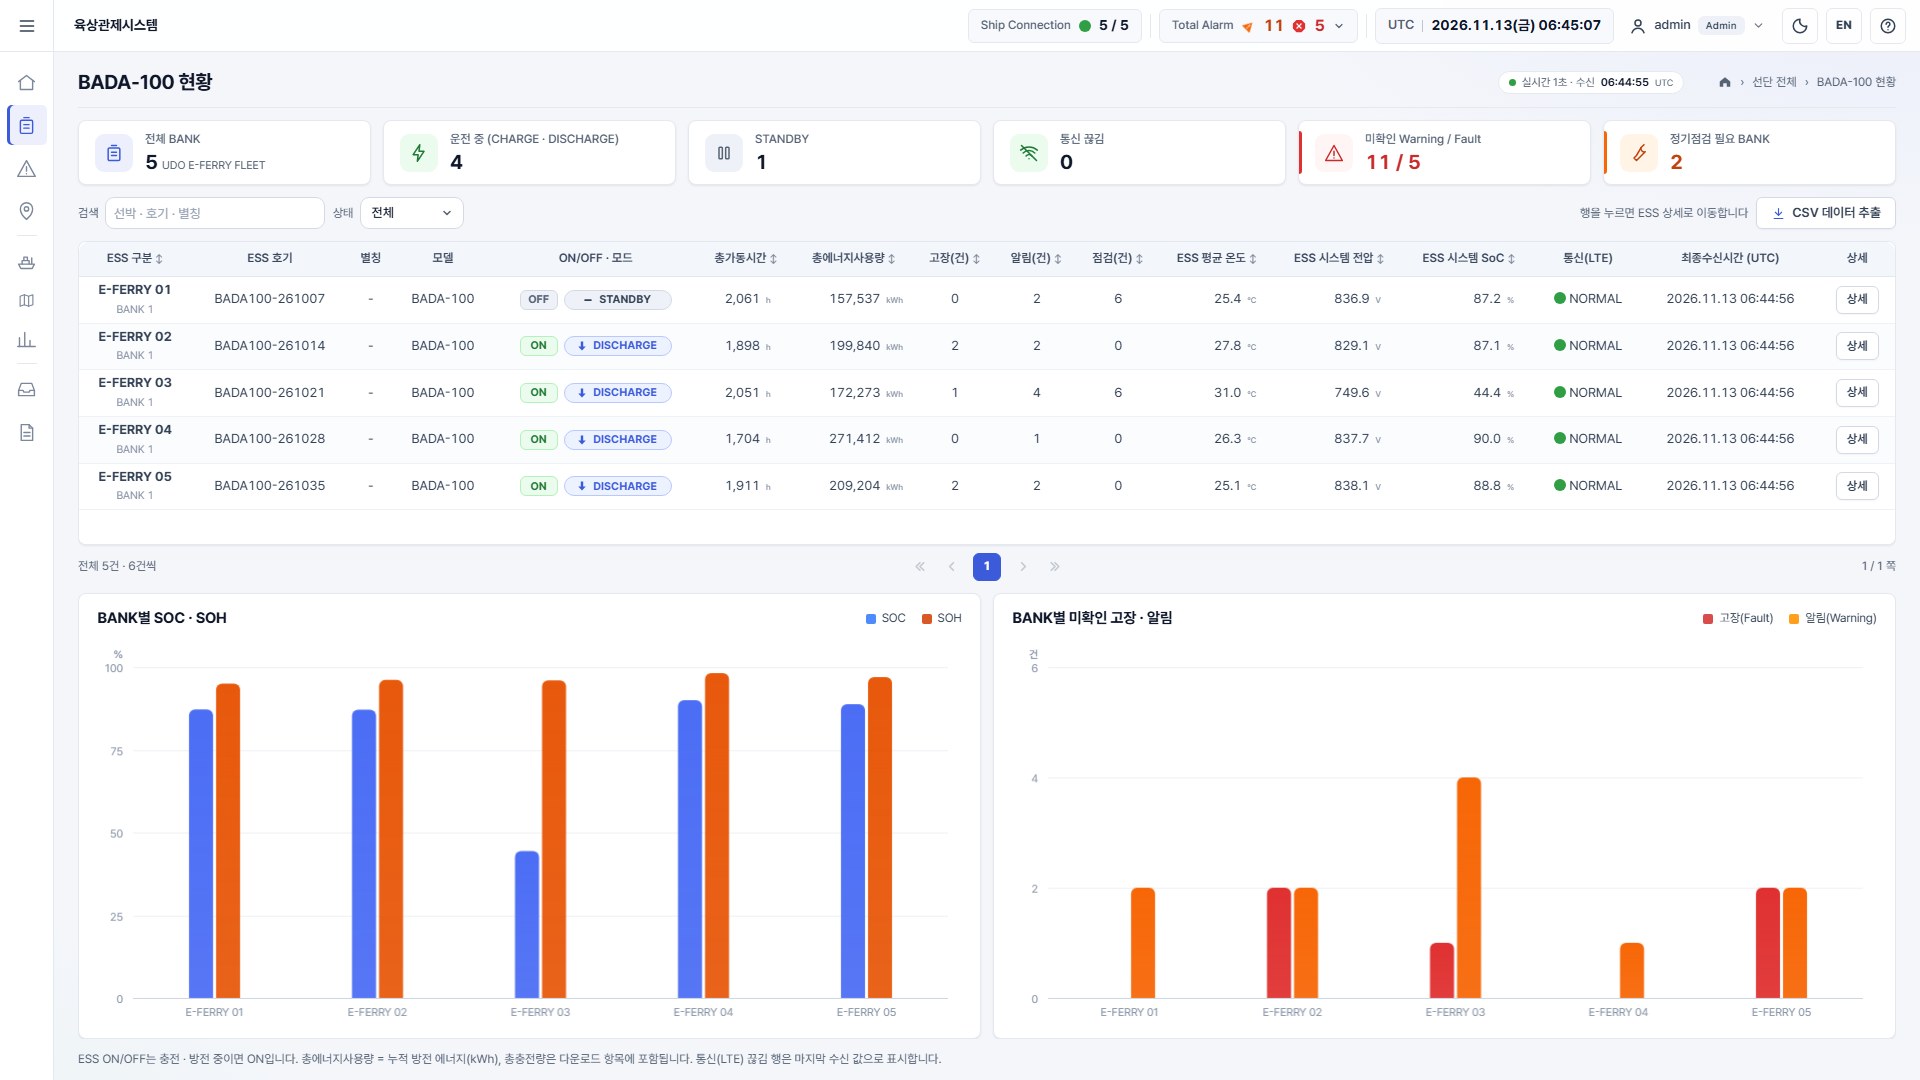 육상관제시스템
Ship Connection 5 / 5
Total Alarm 11 5
UTC 2026.11.13(금) 06:45:07
admin Admin
EN
BADA-100 현황
실시간 1초 · 수신 06:44:55 UTC
› 선단 전체 › BADA-100 현황
전체 BANK
5 UDO E-FERRY FLEET
운전 중 (CHARGE · DISCHARGE)
4
STANDBY
1
통신 끊김
0
미확인 Warning / Fault
11 / 5
정기점검 필요 BANK
2
검색 선박 · 호기 · 별칭 상태 전체
행을 누르면 ESS 상세로 이동합니다 CSV 데이터 추출
ESS 구분 ESS 호기 별칭 모델 ON/OFF · 모드 총가동시간 총에너지사용량 고장(건) 알림(건) 점검(건) ESS 평균 온도 ESS 시스템 전압 ESS 시스템 SoC 통신(LTE) 최종수신시간 (UTC) 상세
E-FERRY 01 BADA100-261007 - BADA-100 OFF STANDBY 2,061 h 157,537 kWh 0 2 6 25.4 °C 836.9 V 87.2 % NORMAL 2026.11.13 06:44:56 상세
BANK 1
E-FERRY 02 BADA100-261014 - BADA-100 ON DISCHARGE 1,898 h 199,840 kWh 2 2 0 27.8 °C 829.1 V 87.1 % NORMAL 2026.11.13 06:44:56 상세
BANK 1
E-FERRY 03 BADA100-261021 - BADA-100 ON DISCHARGE 2,051 h 172,273 kWh 1 4 6 31.0 °C 749.6 V 44.4 % NORMAL 2026.11.13 06:44:56 상세
BANK 1
E-FERRY 04 BADA100-261028 - BADA-100 ON DISCHARGE 1,704 h 271,412 kWh 0 1 0 26.3 °C 837.7 V 90.0 % NORMAL 2026.11.13 06:44:56 상세
BANK 1
E-FERRY 05 BADA100-261035 - BADA-100 ON DISCHARGE 1,911 h 209,204 kWh 2 2 0 25.1 °C 838.1 V 88.8 % NORMAL 2026.11.13 06:44:56 상세
BANK 1
전체 5건 · 6건씩 « ‹ 1 › » 1 / 1 쪽
BANK별 SOC · SOH
SOC SOH
%
100
75
50
25
0
E-FERRY 01 E-FERRY 02 E-FERRY 03 E-FERRY 04 E-FERRY 05
BANK별 미확인 고장 · 알림
고장(Fault) 알림(Warning)
건
6
4
2
0
E-FERRY 01 E-FERRY 02 E-FERRY 03 E-FERRY 04 E-FERRY 05
ESS ON/OFF는 충전 · 방전 중이면 ON입니다. 총에너지사용량 = 누적 방전 에너지(kWh), 총충전량은 다운로드 항목에 포함됩니다. 통신(LTE) 끊김 행은 마지막 수신 값으로 표시합니다.